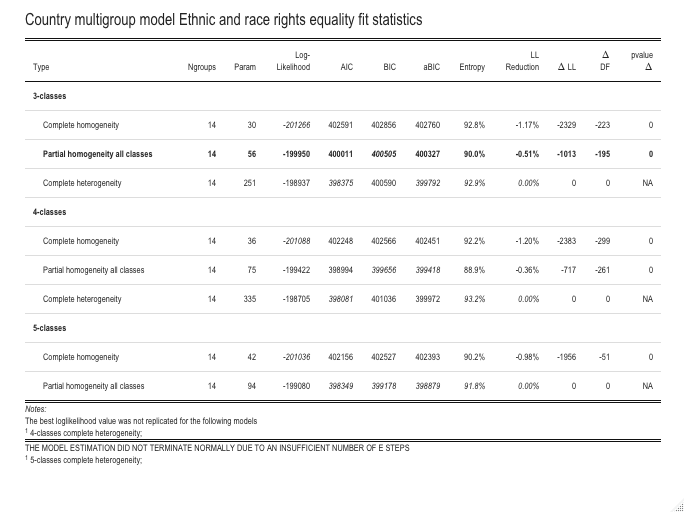 Country multigroup model Ethnic and race rights equality fit statistics
Type Ngroups Param Log-Likelihood AIC BIC aBIC Entropy LL Reduction Δ LL Δ DF pvalue Δ
3-classes
Complete homogeneity 14 30 -201266 402591 402856 402760 92.8% -1.17% -2329 -223 0
Partial homogeneity all classes 14 56 -199950 400011 400505 400327 90.0% -0.51% -1013 -195 0
Complete heterogeneity 14 251 -198937 398375 400590 399792 92.9% 0.00% 0 0 NA
4-classes
Complete homogeneity 14 36 -201088 402248 402566 402451 92.2% -1.20% -2383 -299 0
Partial homogeneity all classes 14 75 -199422 398994 399656 399418 88.9% -0.36% -717 -261 0
Complete heterogeneity 14 335 -198705 398081 401036 399972 93.2% 0.00% 0 0 NA
5-classes
Complete homogeneity 14 42 -201036 402156 402527 402393 90.2% -0.98% -1956 -51 0
Partial homogeneity all classes 14 94 -199080 398349 399178 398879 91.8% 0.00% 0 0 NA
Notes:
The best loglikelihood value was not replicated for the following models
1 4-classes complete heterogeneity;
THE MODEL ESTIMATION DID NOT TERMINATE NORMALLY DUE TO AN INSUFFICIENT NUMBER OF E STEPS
1 5-classes complete heterogeneity;